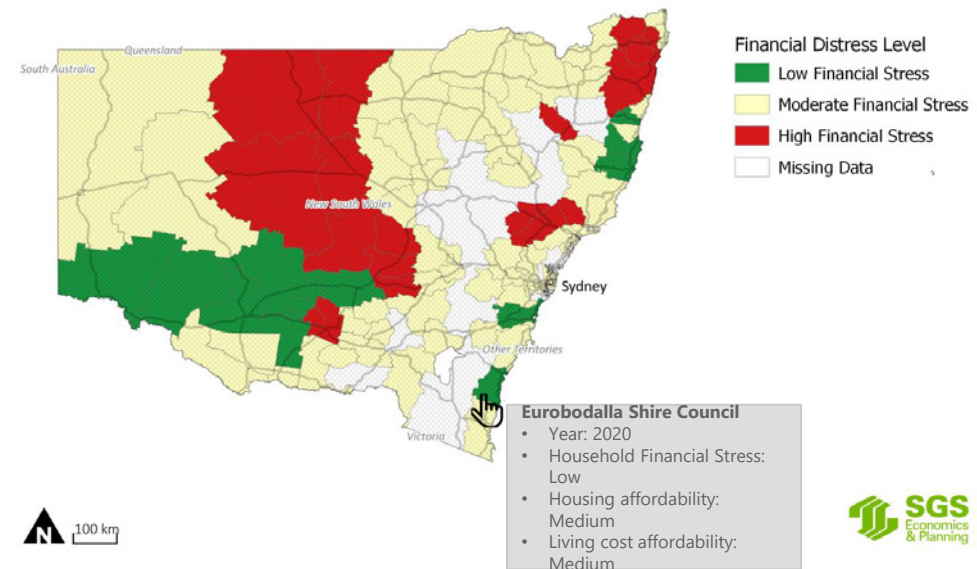 Queensland
South Australia
New South Wales
Sydney
Other Territories
Victoria
Financial Distress Level
Low Financial Stress
Moderate Financial Stress
High Financial Stress
Missing Data
Eurobodalla Shire Council
• Year: 2020
• Household Financial Stress:
Low
• Housing affordability:
Medium
• Living cost affordability:
Medium
N
100 km
SGS
Economics
& Planning